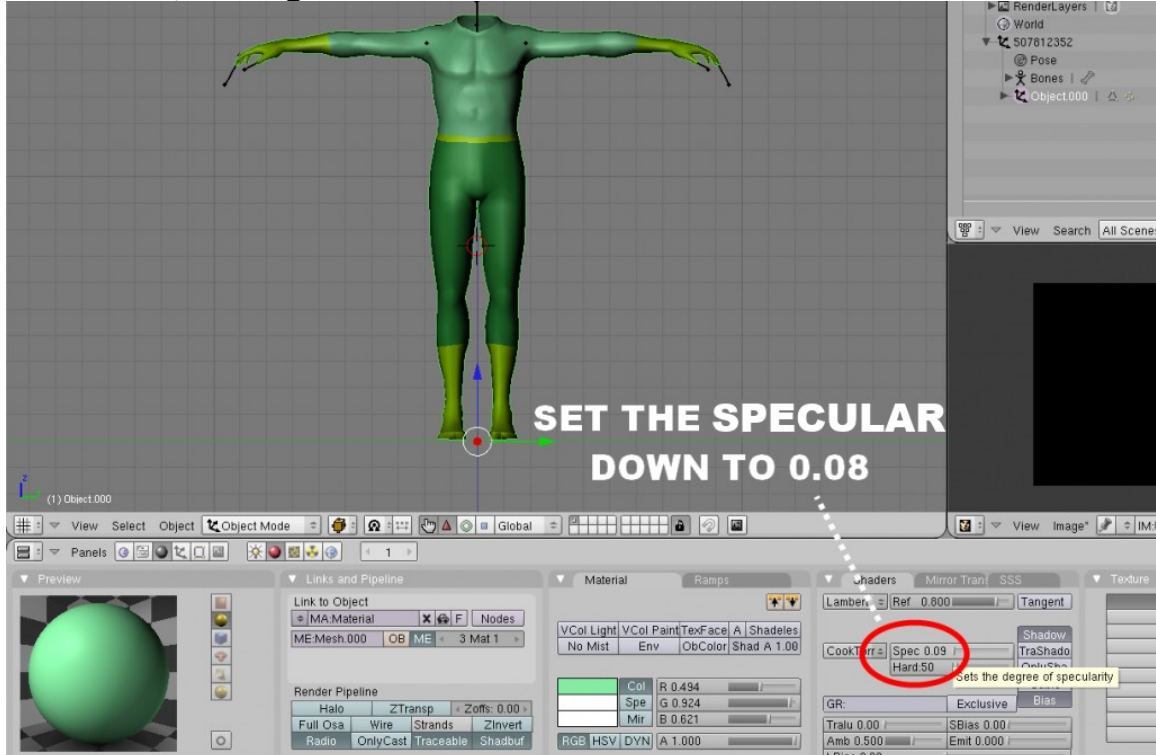 RenderLayers
World
507812352
Pose
Bones
Object.000
View Search All Scenes
SET THE SPECULAR
DOWN TO 0.08
z
(1) Object.000
View Select Object Object Mode Global
View Image*
Panels 1
Preview
Links and Pipeline
Link to Object
MA:Material X F Nodes
ME:Mesh.000 OB ME 3 Mat 1
Render Pipeline
Halo ZTransp Zoffs: 0.00
Full Osa Wire Strands ZInvert
Radio OnlyCast Traceable Shadbuf
Material Ramps
VCol Light VCol Paint TexFace A Shadeles
No Mist Env ObColor Shad A 1.00
Col R 0.494
Spe G 0.924
Mir B 0.621
RGB HSV DYN A 1.000
Shaders Mirror Tran SSS
Lamber Ref 0.800 Tangent
Shadow
CookTorr Spec 0.09 TraShado
Hard:50
Sets the degree of specularity
GR: Exclusive Bias
Tralu 0.00 SBias 0.00
Amb 0.500 Emit 0.000
Texture